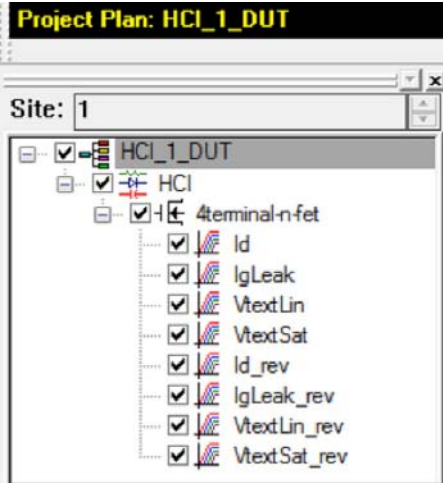 Project Plan: HCI_1_DUT
Site: 1
HCI_1_DUT
HCI
4terminal-n-fet
Id
IgLeak
VtextLin
VtextSat
Id_rev
IgLeak_rev
VtextLin_rev
VtextSat_rev